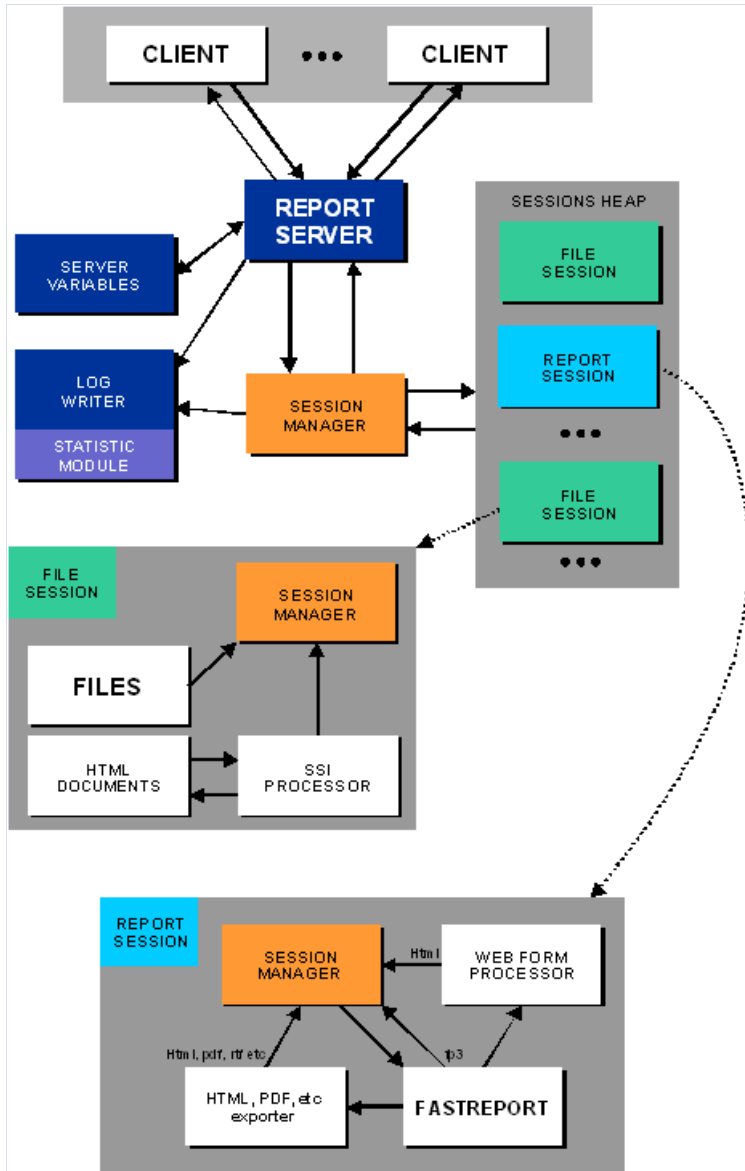 CLIENT
CLIENT
REPORT
SERVER
SESSIONS HEAP
FILE
SESSION
SERVER
VARIABLES
REPORT
SESSION
LOG
WRITER
SESSION
MANAGER
STATISTIC
MODULE
FILE
SESSION
FILE
SESSION
SESSION
MANAGER
FILES
HTML
DOCUMENTS
SSI
PROCESSOR
REPORT
SESSION
SESSION
MANAGER
Html
WEB FORM
PROCESSOR
Html, pdf, rtf etc
fp3
HTML, PDF, etc
exporter
FASTREPORT